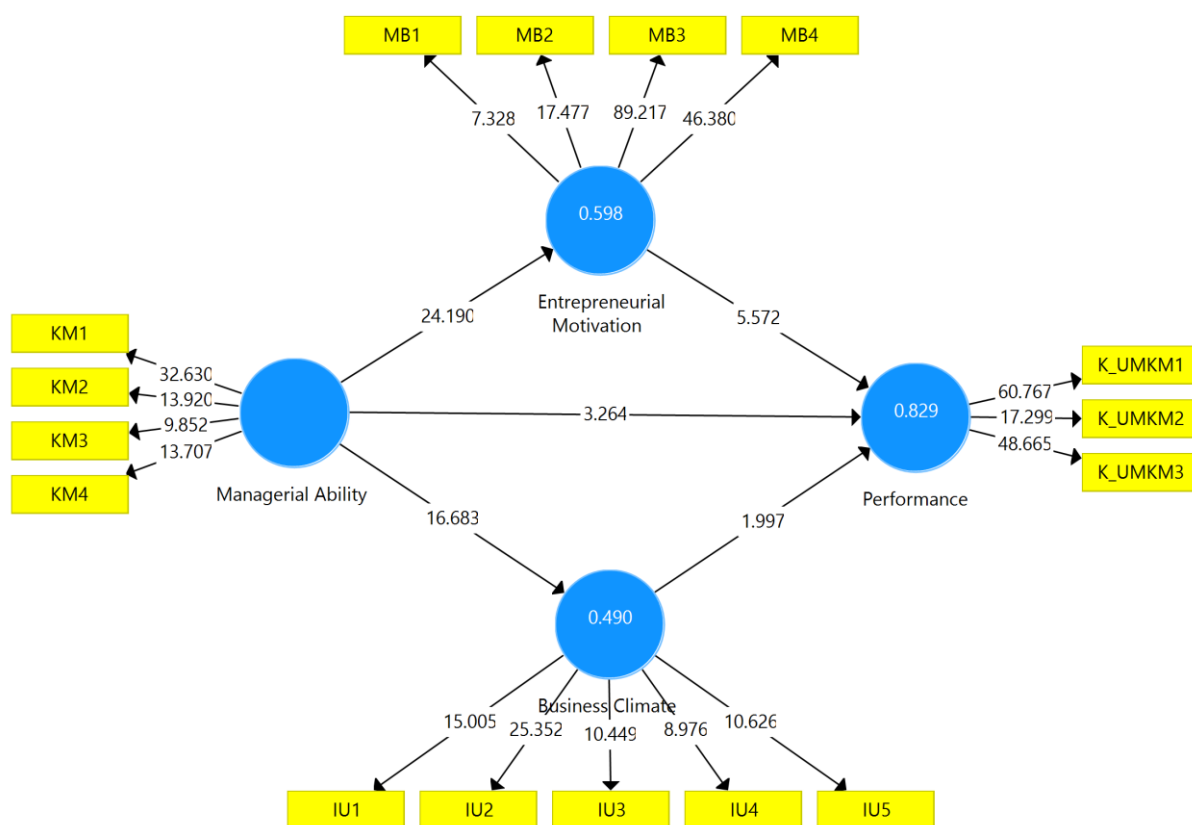 MB1 MB2 MB3 MB4
7.328 17.477 89.217 46.380
0.598
Entrepreneurial
Motivation
24.190 5.572
KM1
KM2
KM3
KM4
32.630
13.920
9.852
13.707
Managerial Ability
3.264
0.829
Performance
60.767
17.299
48.665
K_UMKM1
K_UMKM2
K_UMKM3
16.683 1.997
0.490
Business Climate
15.005 25.352 10.449 8.976 10.626
IU1 IU2 IU3 IU4 IU5